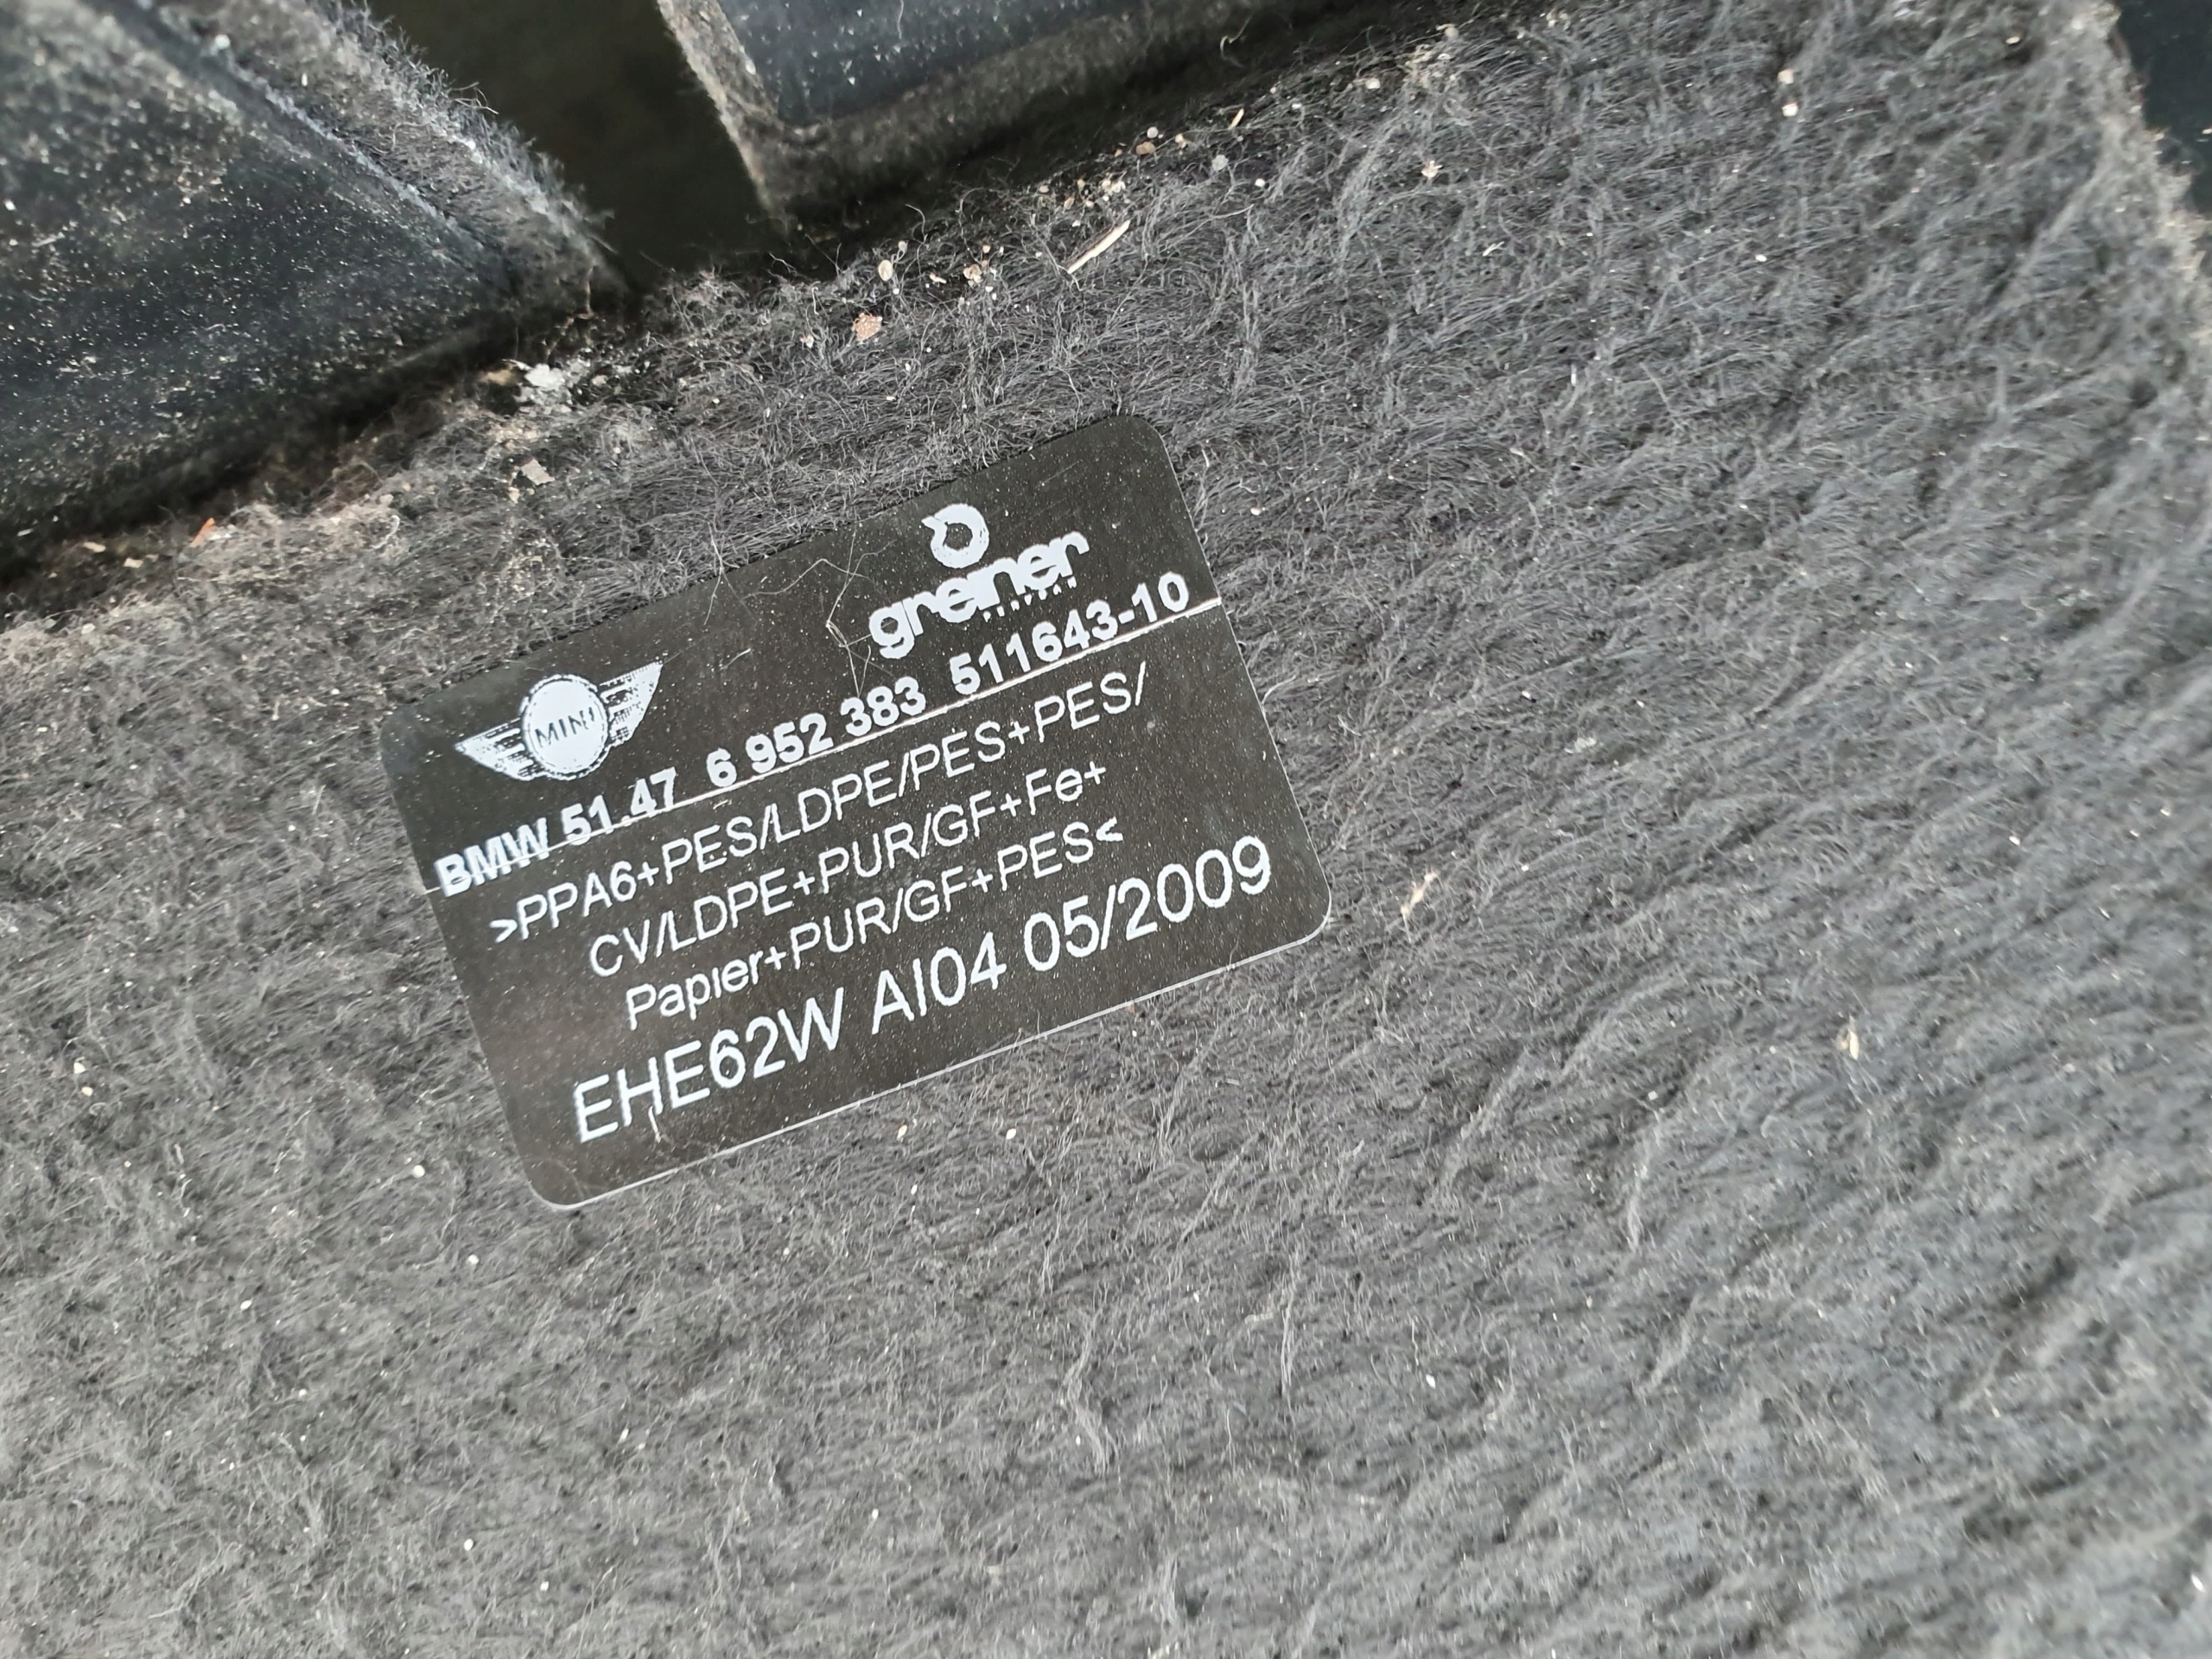 greiner
MINI
BMW 51.47 6 952 383 511643-10
>PPA6+PES/LDPE/PES+PES/
CV/LDPE+PUR/GF+Fe+
Papier+PUR/GF+PES<
EHE62W AI04 05/2009